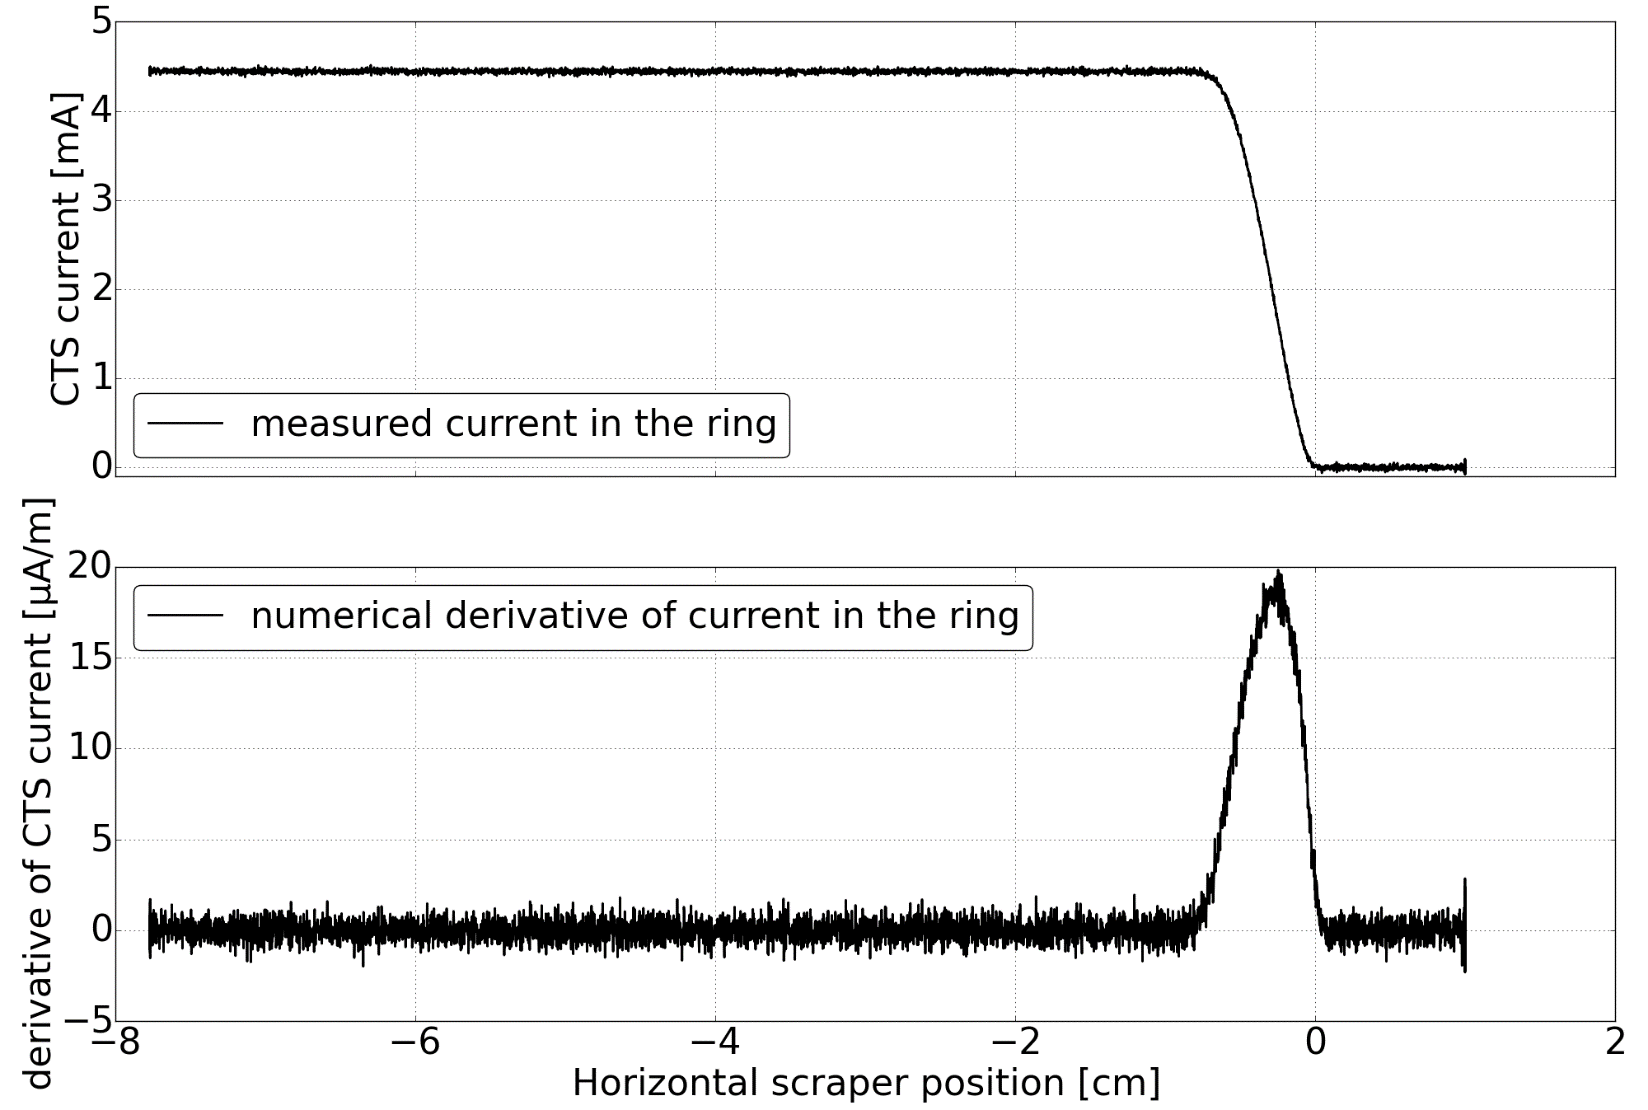 5
4
3
2
1
0
CTS current [mA]
measured current in the ring
20
15
10
5
0
−5
derivative of CTS current [µA/m]
numerical derivative of current in the ring
−8 −6 −4 −2 0 2
Horizontal scraper position [cm]